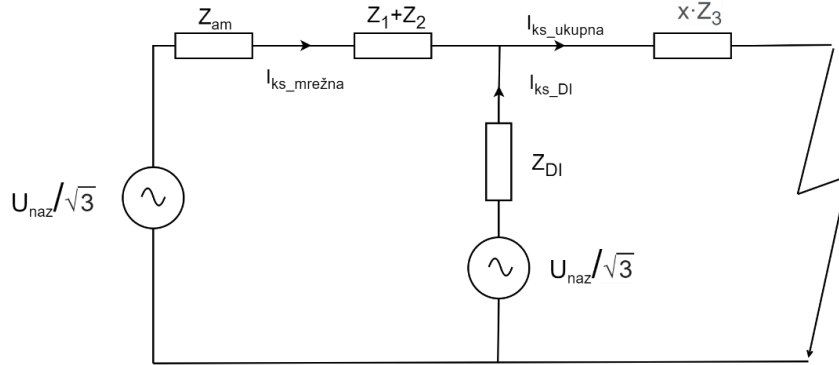 Z_am
Z_1+Z_2
I_ks_ukupna
x·Z_3
I_ks_mrežna
I_ks_DI
Z_DI
U_naz/√3
U_naz/√3